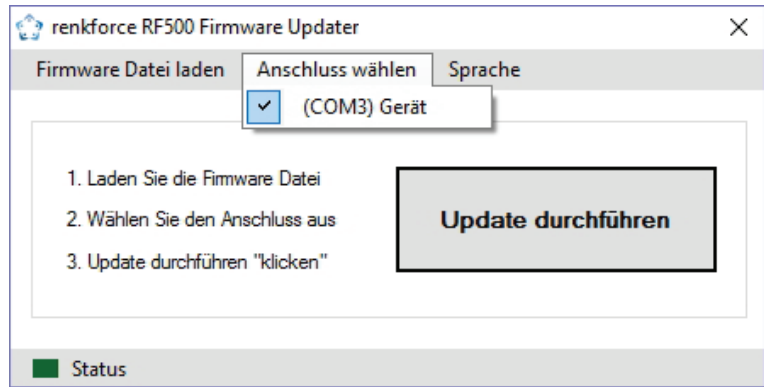 renkforce RF500 Firmware Updater
Firmware Datei laden Anschluss wählen Sprache
(COM3) Gerät
1. Laden Sie die Firmware Datei
2. Wählen Sie den Anschluss aus
3. Update durchführen "klicken"
Update durchführen
Status